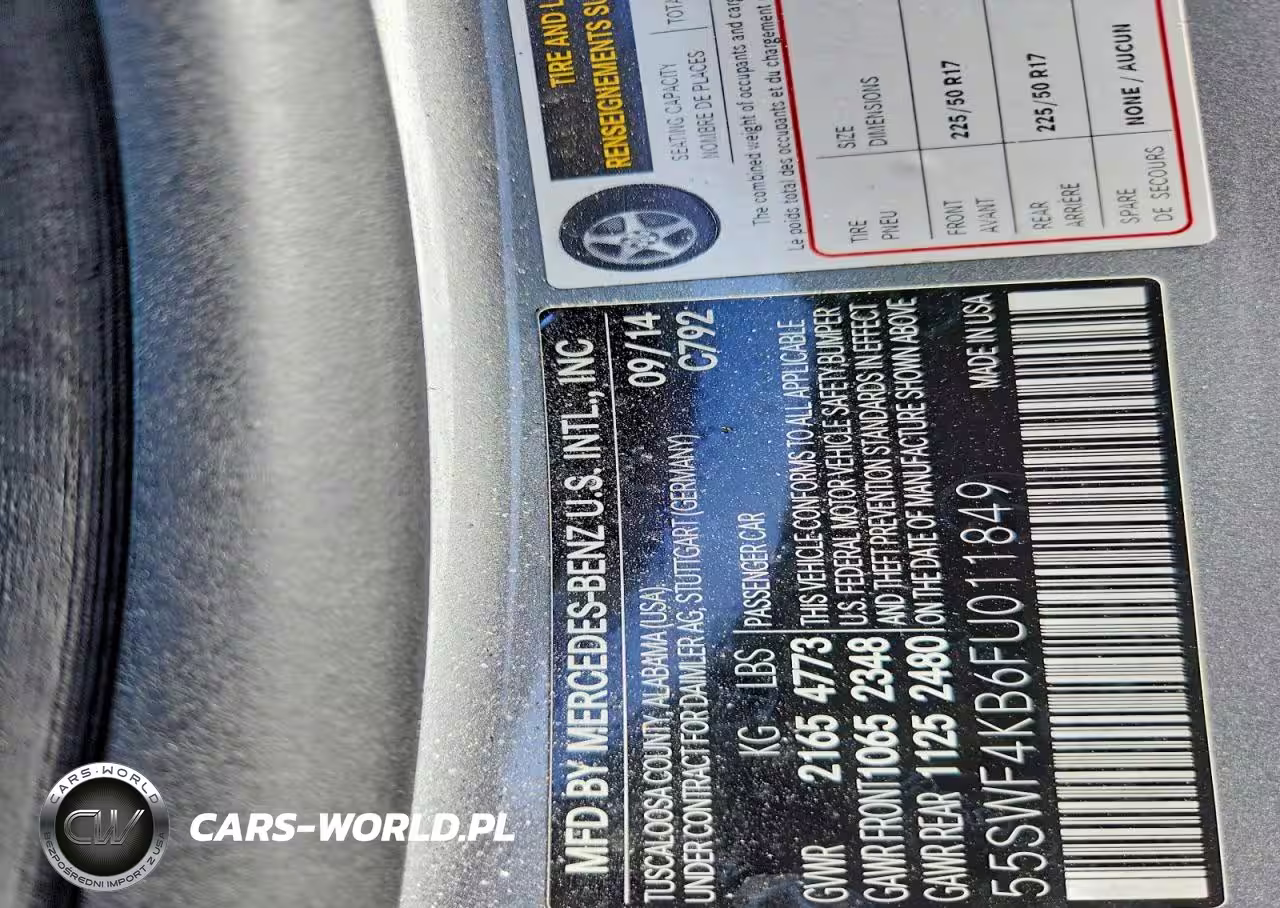 TIRE AND L
RENSEIGNEMENTS SU
SEATING CAPACITY
NOMBRE DE PLACES
TOTA
The combined weight of occupants and car
Le poids total des occupants et du chargement
TIRE SIZE
PNEU DIMENSIONS
FRONT 225/50 R17
AVANT
REAR 225/50 R17
ARRIÈRE
SPARE NONE / AUCUN
DE SECOURS
MFD BY MERCEDES-BENZ U.S. INTL., INC
TUSCALOOSA COUNTY, ALABAMA (USA), 09/14
UNDER CONTRACT FOR DAIMLER AG, STUTTGART (GERMANY) C792
KG LBS PASSENGER CAR
GVWR 2165 4773 THIS VEHICLE CONFORMS TO ALL APPLICABLE
GAWR FRONT 1065 2348 U.S. FEDERAL MOTOR VEHICLE SAFETY, BUMPER
GAWR REAR 1125 2480 AND THEFT PREVENTION STANDARDS IN EFFECT
ON THE DATE OF MANUFACTURE SHOWN ABOVE
55SWF4KB6FU011849 MADE IN USA
CARS-WORLD
CW
BEZPOŚREDNI IMPORT Z USA
CARS-WORLD.PL